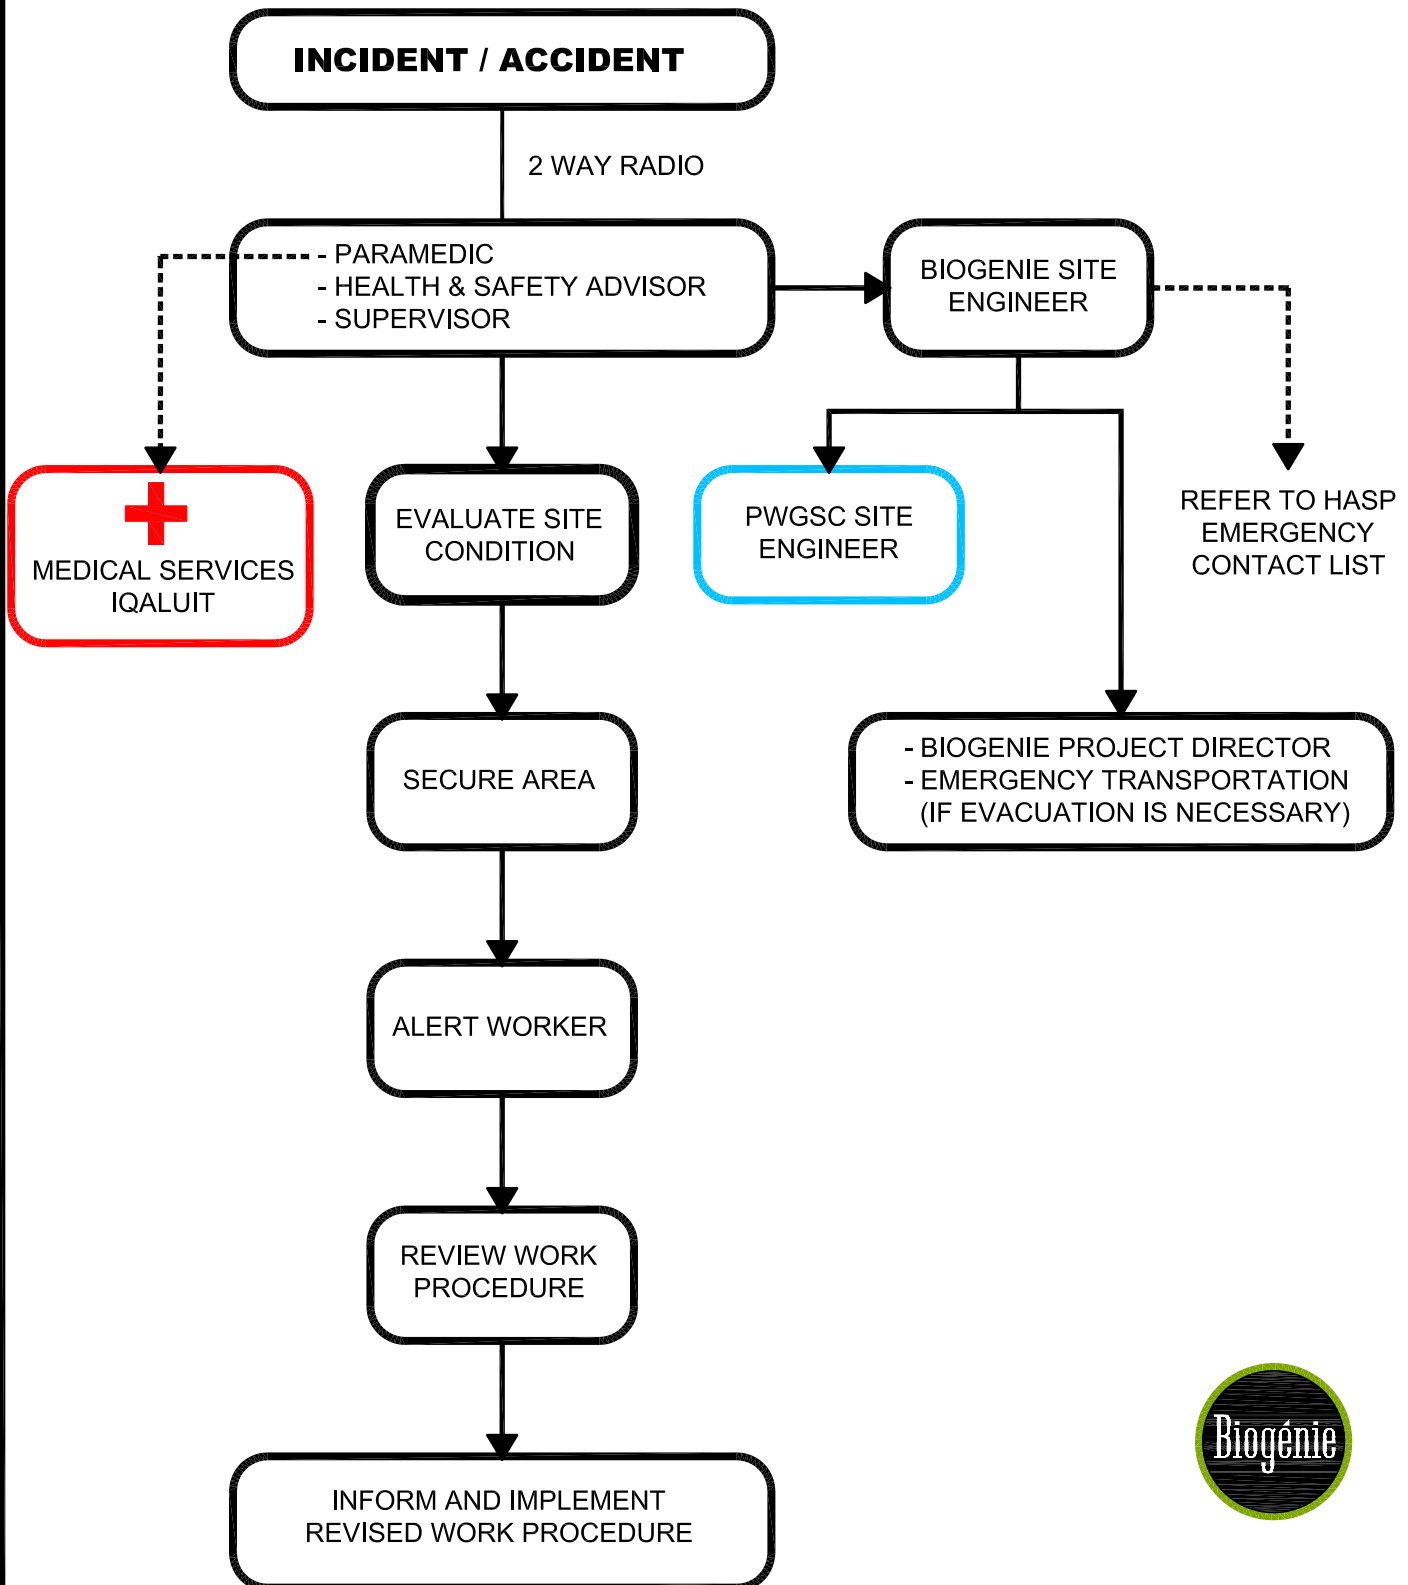 INCIDENT / ACCIDENT
2 WAY RADIO
- PARAMEDIC
- HEALTH & SAFETY ADVISOR
- SUPERVISOR
BIOGENIE SITE
ENGINEER
MEDICAL SERVICES
IQALUIT
EVALUATE SITE
CONDITION
PWGSC SITE
ENGINEER
REFER TO HASP
EMERGENCY
CONTACT LIST
SECURE AREA
- BIOGENIE PROJECT DIRECTOR
- EMERGENCY TRANSPORTATION
(IF EVACUATION IS NECESSARY)
ALERT WORKER
REVIEW WORK
PROCEDURE
INFORM AND IMPLEMENT
REVISED WORK PROCEDURE
Biogénie